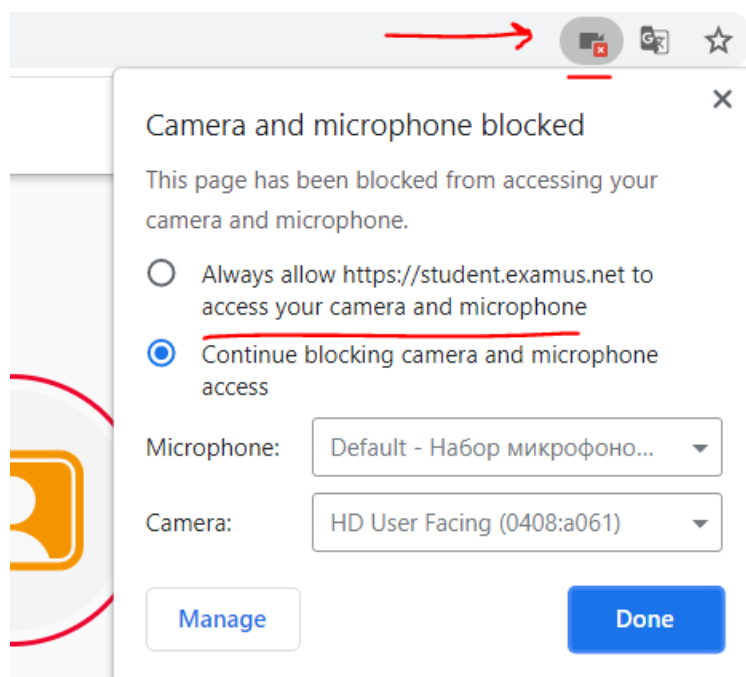 Camera and microphone blocked
This page has been blocked from accessing your
camera and microphone.
Always allow https://student.examus.net to
access your camera and microphone
Continue blocking camera and microphone
access
Microphone: Default - Набор микрофоно...
Camera: HD User Facing (0408:a061)
Manage Done